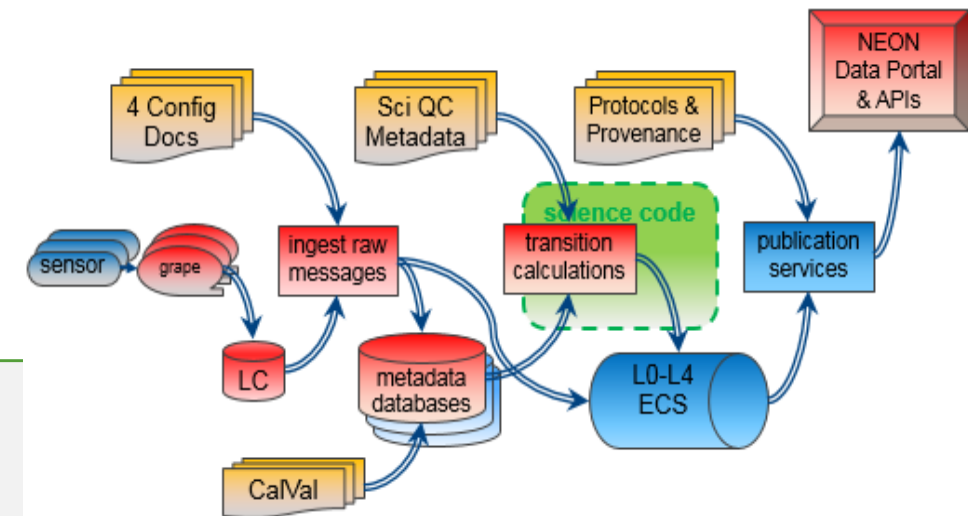 NEON
Data Portal
& APIs
4 Config
Docs
Sci QC
Metadata
Protocols &
Provenance
science code
sensor
grape
ingest raw
messages
transition
calculations
publication
services
LC
metadata
databases
L0-L4
ECS
CalVal